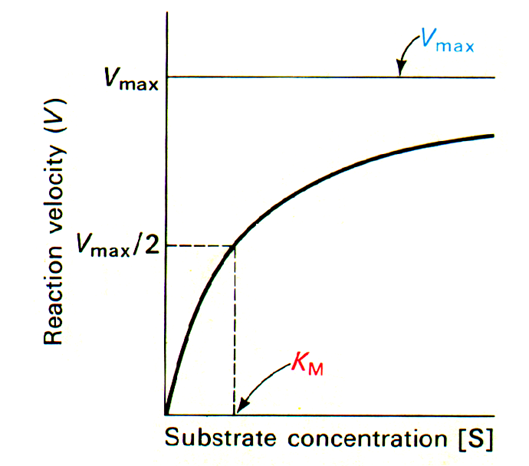 Vmax
Vmax
Reaction velocity (V)
Vmax/2
KM
Substrate concentration [S]